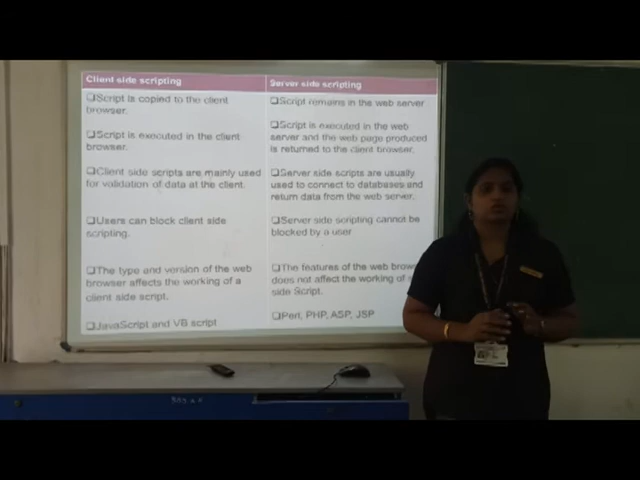 Client side scripting
Server side scripting
❑Script is copied to the client
browser.
❑Script remains in the web server
❑Script is executed in the client
browser.
❑Script is executed in the web
server and the web page produced
is returned to the client browser.
❑Client side scripts are mainly used
for validation of data at the client.
❑Server side scripts are usually
used to connect to databases and
return data from the web server.
❑Users can block client side
scripting.
❑Server side scripting cannot be
blocked by a user
❑The type and version of the web
browser affects the working of a
client side script.
❑The features of the web brow
does not affect the working of
side Script.
❑JavaScript and VB script
❑Perl, PHP, ASP, JSP